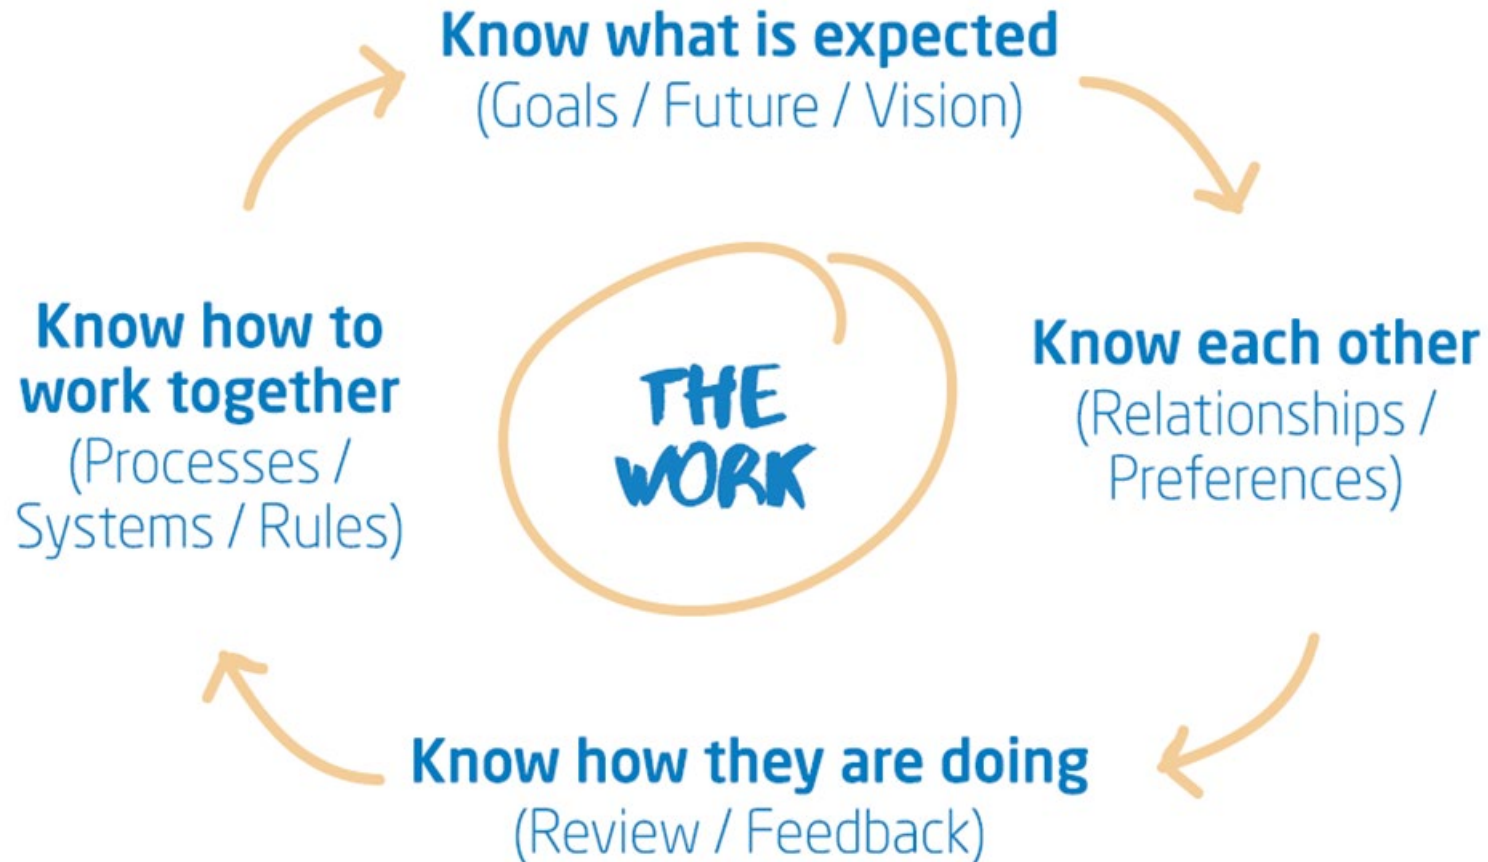 Know what is expected
(Goals / Future / Vision)
Know each other
(Relationships /
Preferences)
Know how they are doing
(Review / Feedback)
Know how to
work together
(Processes /
Systems / Rules)
THE
WORK